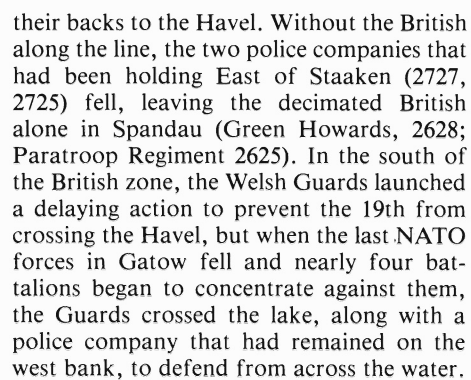 their backs to the Havel. Without the British
along the line, the two police companies that
had been holding East of Staaken (2727,
2725) fell, leaving the decimated British
alone in Spandau (Green Howards, 2628;
Paratroop Regiment 2625). In the south of
the British zone, the Welsh Guards launched
a delaying action to prevent the 19th from
crossing the Havel, but when the last NATO
forces in Gatow fell and nearly four bat-
talions began to concentrate against them,
the Guards crossed the lake, along with a
police company that had remained on the
west bank, to defend from across the water.